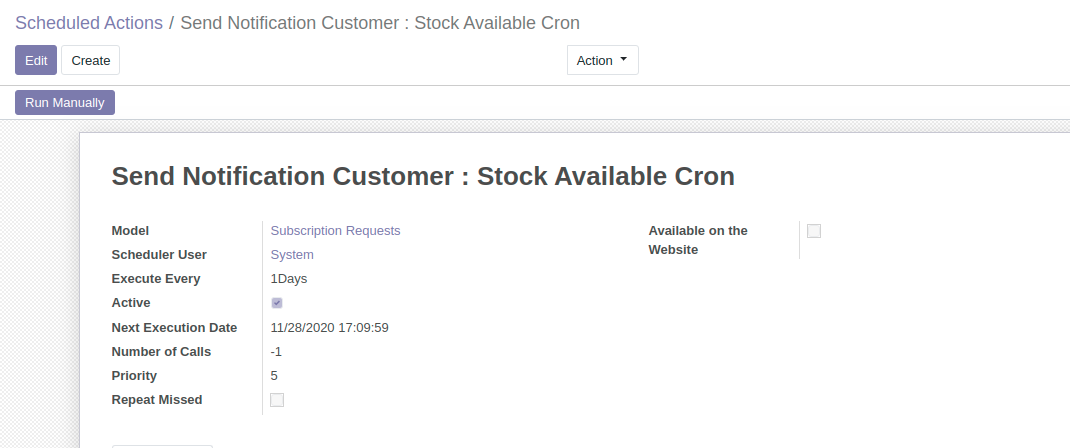 Scheduled Actions / Send Notification Customer : Stock Available Cron
Edit Create Action
Run Manually
Send Notification Customer : Stock Available Cron
Model Subscription Requests
Scheduler User System
Execute Every 1Days
Active
Next Execution Date 11/28/2020 17:09:59
Number of Calls -1
Priority 5
Repeat Missed
Available on the
Website